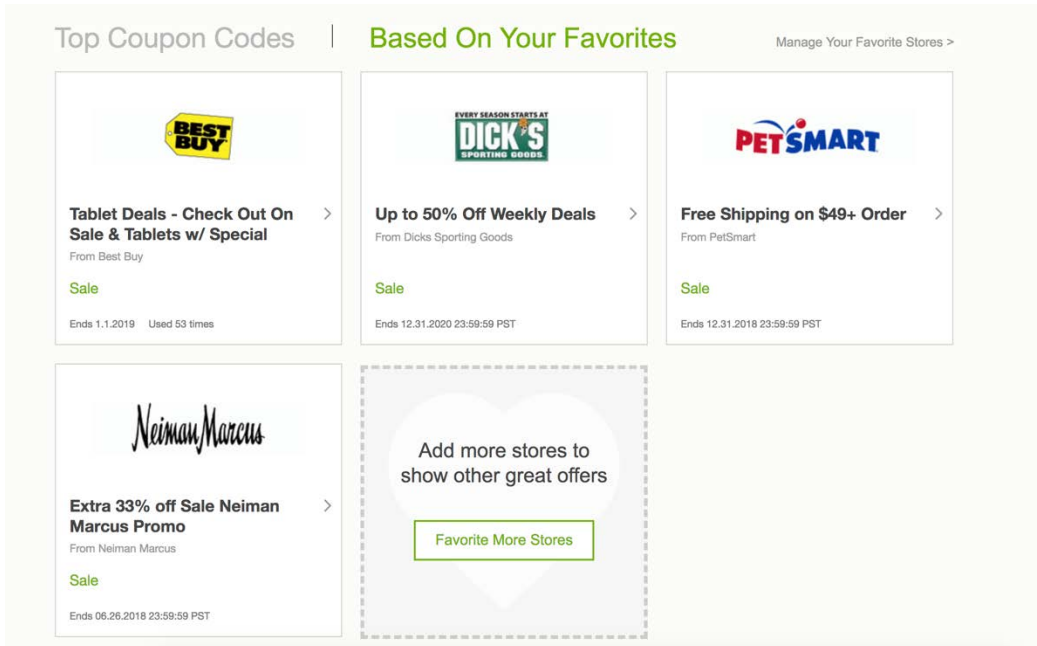 Top Coupon Codes | Based On Your Favorites
Manage Your Favorite Stores >
BEST
BUY
Tablet Deals - Check Out On
Sale & Tablets w/ Special
From Best Buy
Sale
Ends 1.1.2019 Used 53 times
EVERY SEASON STARTS AT
DICK'S
SPORTING GOODS
Up to 50% Off Weekly Deals
From Dicks Sporting Goods
Sale
Ends 12.31.2020 23:59:59 PST
PETSMART
Free Shipping on $49+ Order
From PetSmart
Sale
Ends 12.31.2018 23:59:59 PST
Neiman Marcus
Extra 33% off Sale Neiman
Marcus Promo
From Neiman Marcus
Sale
Ends 06.26.2018 23:59:59 PST
Add more stores to
show other great offers
Favorite More Stores